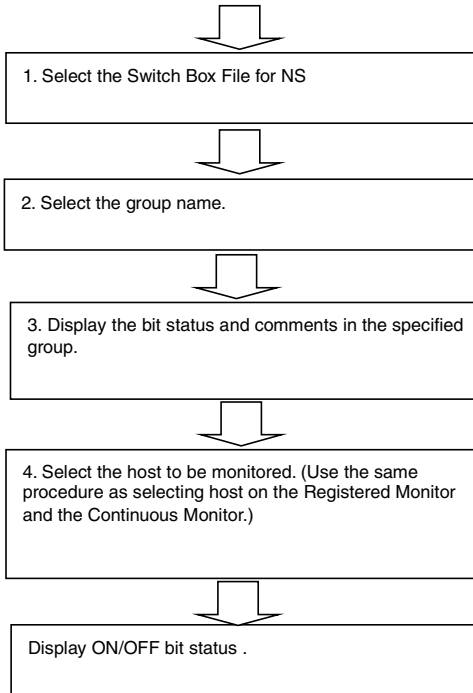 1. Select the Switch Box File for NS
2. Select the group name.
3. Display the bit status and comments in the specified
group.
4. Select the host to be monitored. (Use the same
procedure as selecting host on the Registered Monitor
and the Continuous Monitor.)
Display ON/OFF bit status .